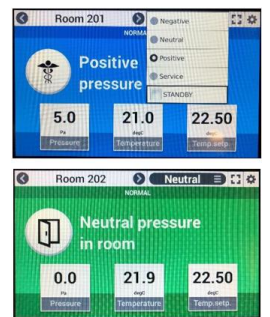 Room 201
Negative
NORMA
Neutral
Positive
Positive
pressure
Service
STANDBY
5.0
21.0
22.50
Pa
degC
degC
Pressure
Temperature
Temp.setp.
Room 202
Neutral
NORMAL
Neutral pressure
in room
0.0
21.9
22.50
Pa
degC
degC
Pressure
Temperature
Temp.setp.